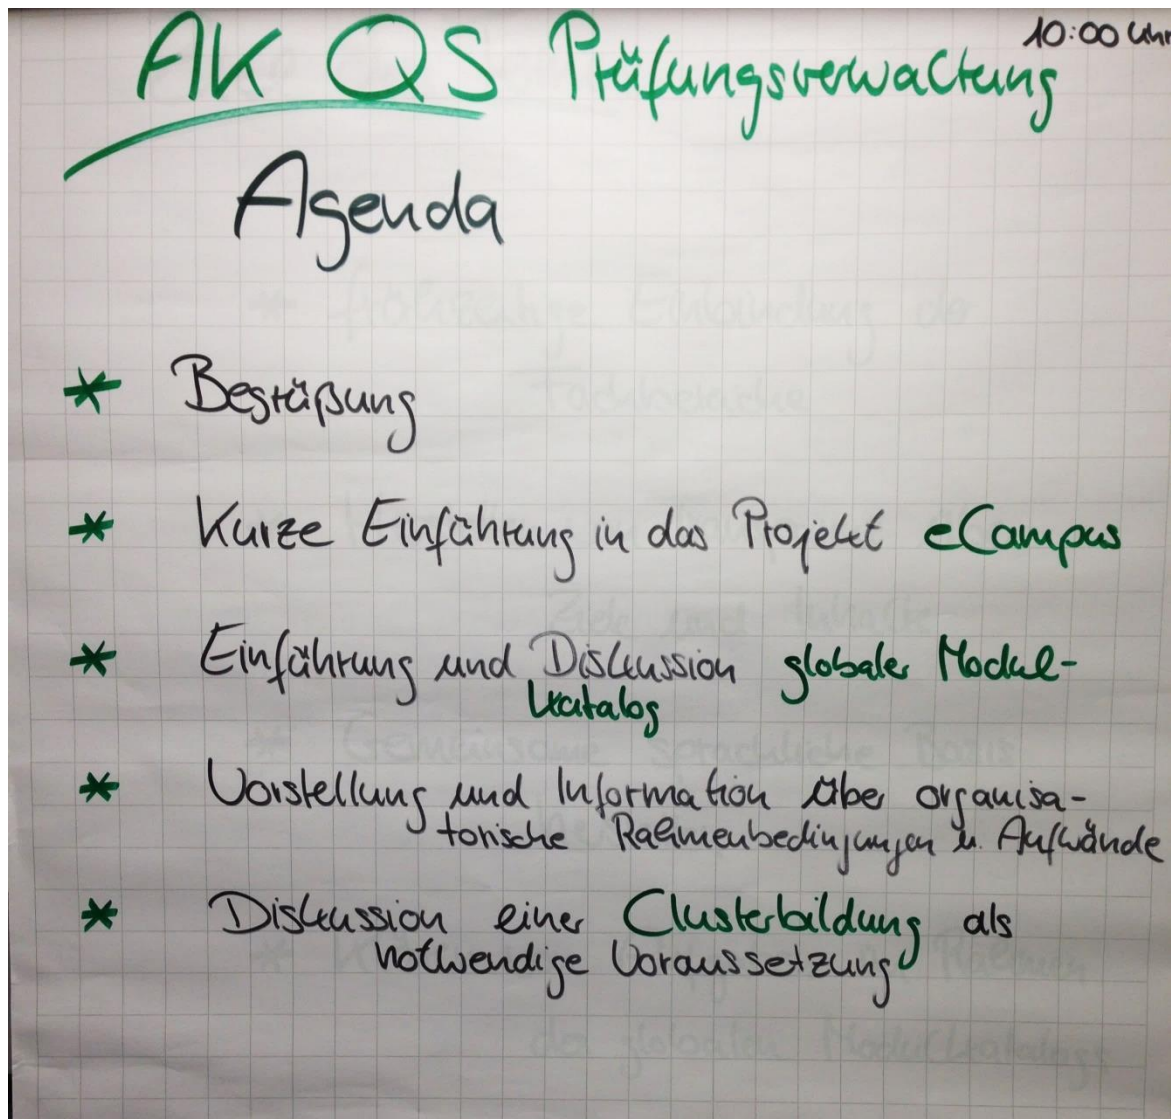 10:00 Uhr
AK QS Prüfungsverwaltung
Agenda
* Begrüßung
* Kurze Einführung in das Projekt eCampus
* Einführung und Diskussion globaler Modul-
katalog
* Vorstellung und Information über organisa-
torische Rahmenbedingungen u. Aufwände
* Diskussion einer Clusterbildung als
notwendige Voraussetzung